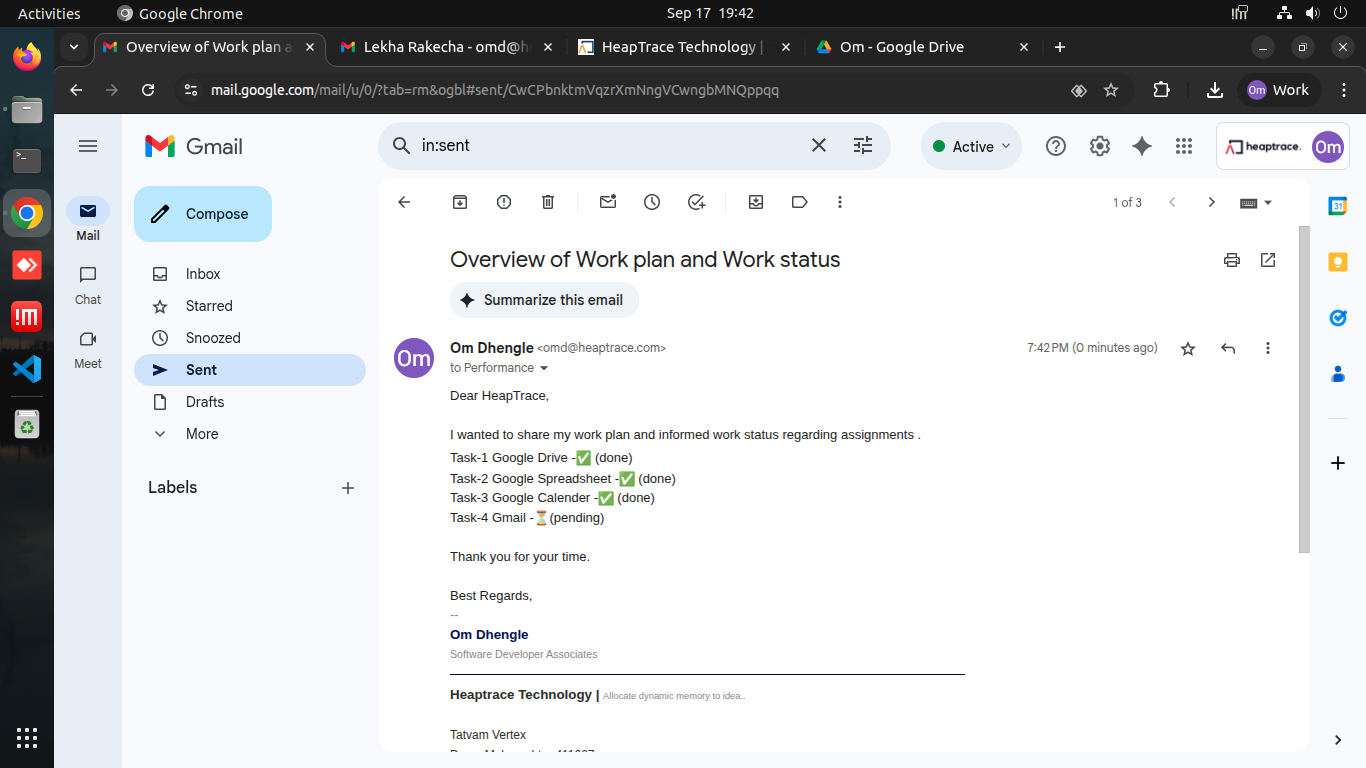 Activities
Google Chrome
Sep 17 19:42
Overview of Work plan a
Lekha Rakecha - omd@h
HeapTrace Technology |
Om - Google Drive
mail.google.com/mail/u/0/?tab=rm&ogbl#sent/CwCPbnktmVqzrXmNngVCwngbMNQppqq
Om Work
Gmail
in:sent
Active
heaptrace.
Om
Mail
Chat
Meet
Compose
Inbox
Starred
Snoozed
Sent
Drafts
More
Labels
1 of 3
31
Overview of Work plan and Work status
Summarize this email
Om
Om Dhengle <omd@heaptrace.com>
7:42 PM (0 minutes ago)
to Performance
Dear HeapTrace,
I wanted to share my work plan and informed work status regarding assignments .
Task-1 Google Drive -✅ (done)
Task-2 Google Spreadsheet -✅ (done)
Task-3 Google Calender -✅ (done)
Task-4 Gmail -⏳(pending)
Thank you for your time.
Best Regards,
--
Om Dhengle
Software Developer Associates
Heaptrace Technology | Allocate dynamic memory to idea..
Tatvam Vertex